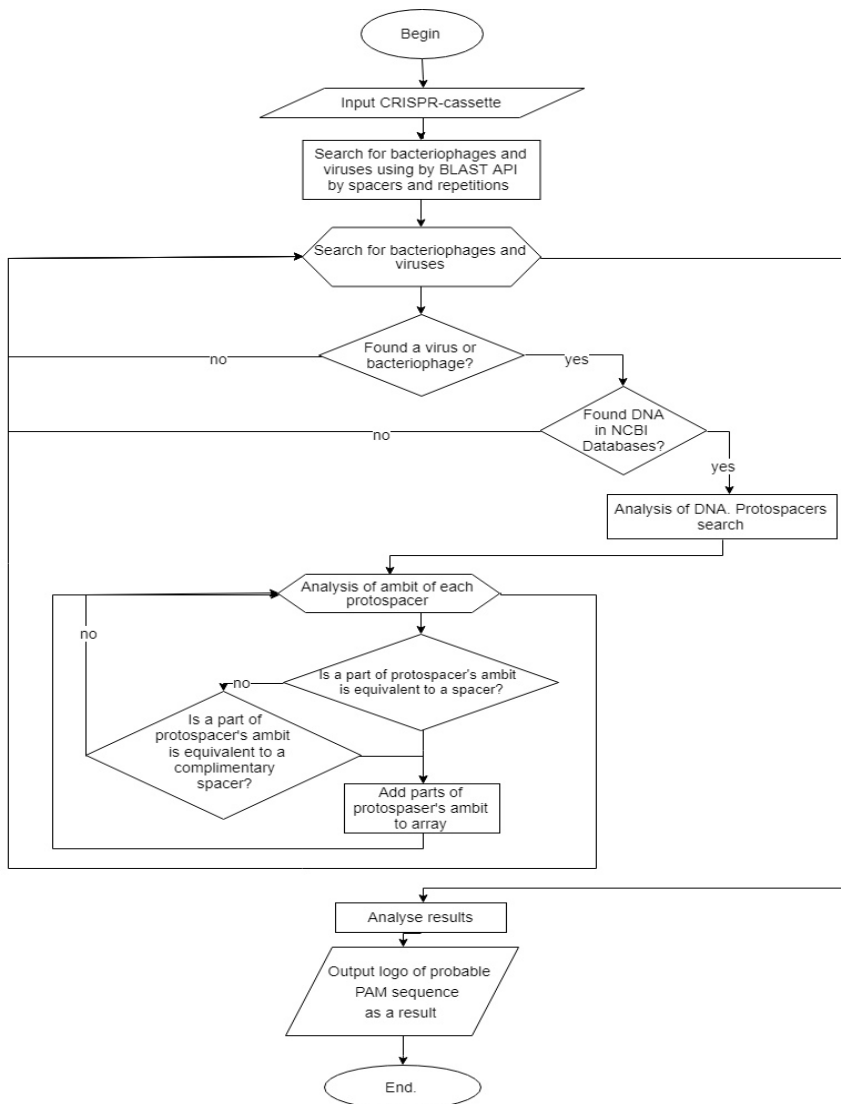 Begin
Input CRISPR-cassette
Search for bacteriophages and
viruses using by BLAST API
by spacers and repetitions
Search for bacteriophages and
viruses
Found a virus or
bacteriophage?
no
yes
Found DNA
in NCBI
Databases?
no
yes
Analysis of DNA. Protospacers
search
Analysis of ambit of each
protospacer
no
Is a part of protospacer's ambit
is equivalent to a spacer?
no
Is a part of
protospacer's ambit
is equivalent to a
complimentary
spacer?
Add parts of
protospaser's ambit
to array
Analyse results
Output logo of probable
PAM sequence
as a result
End.